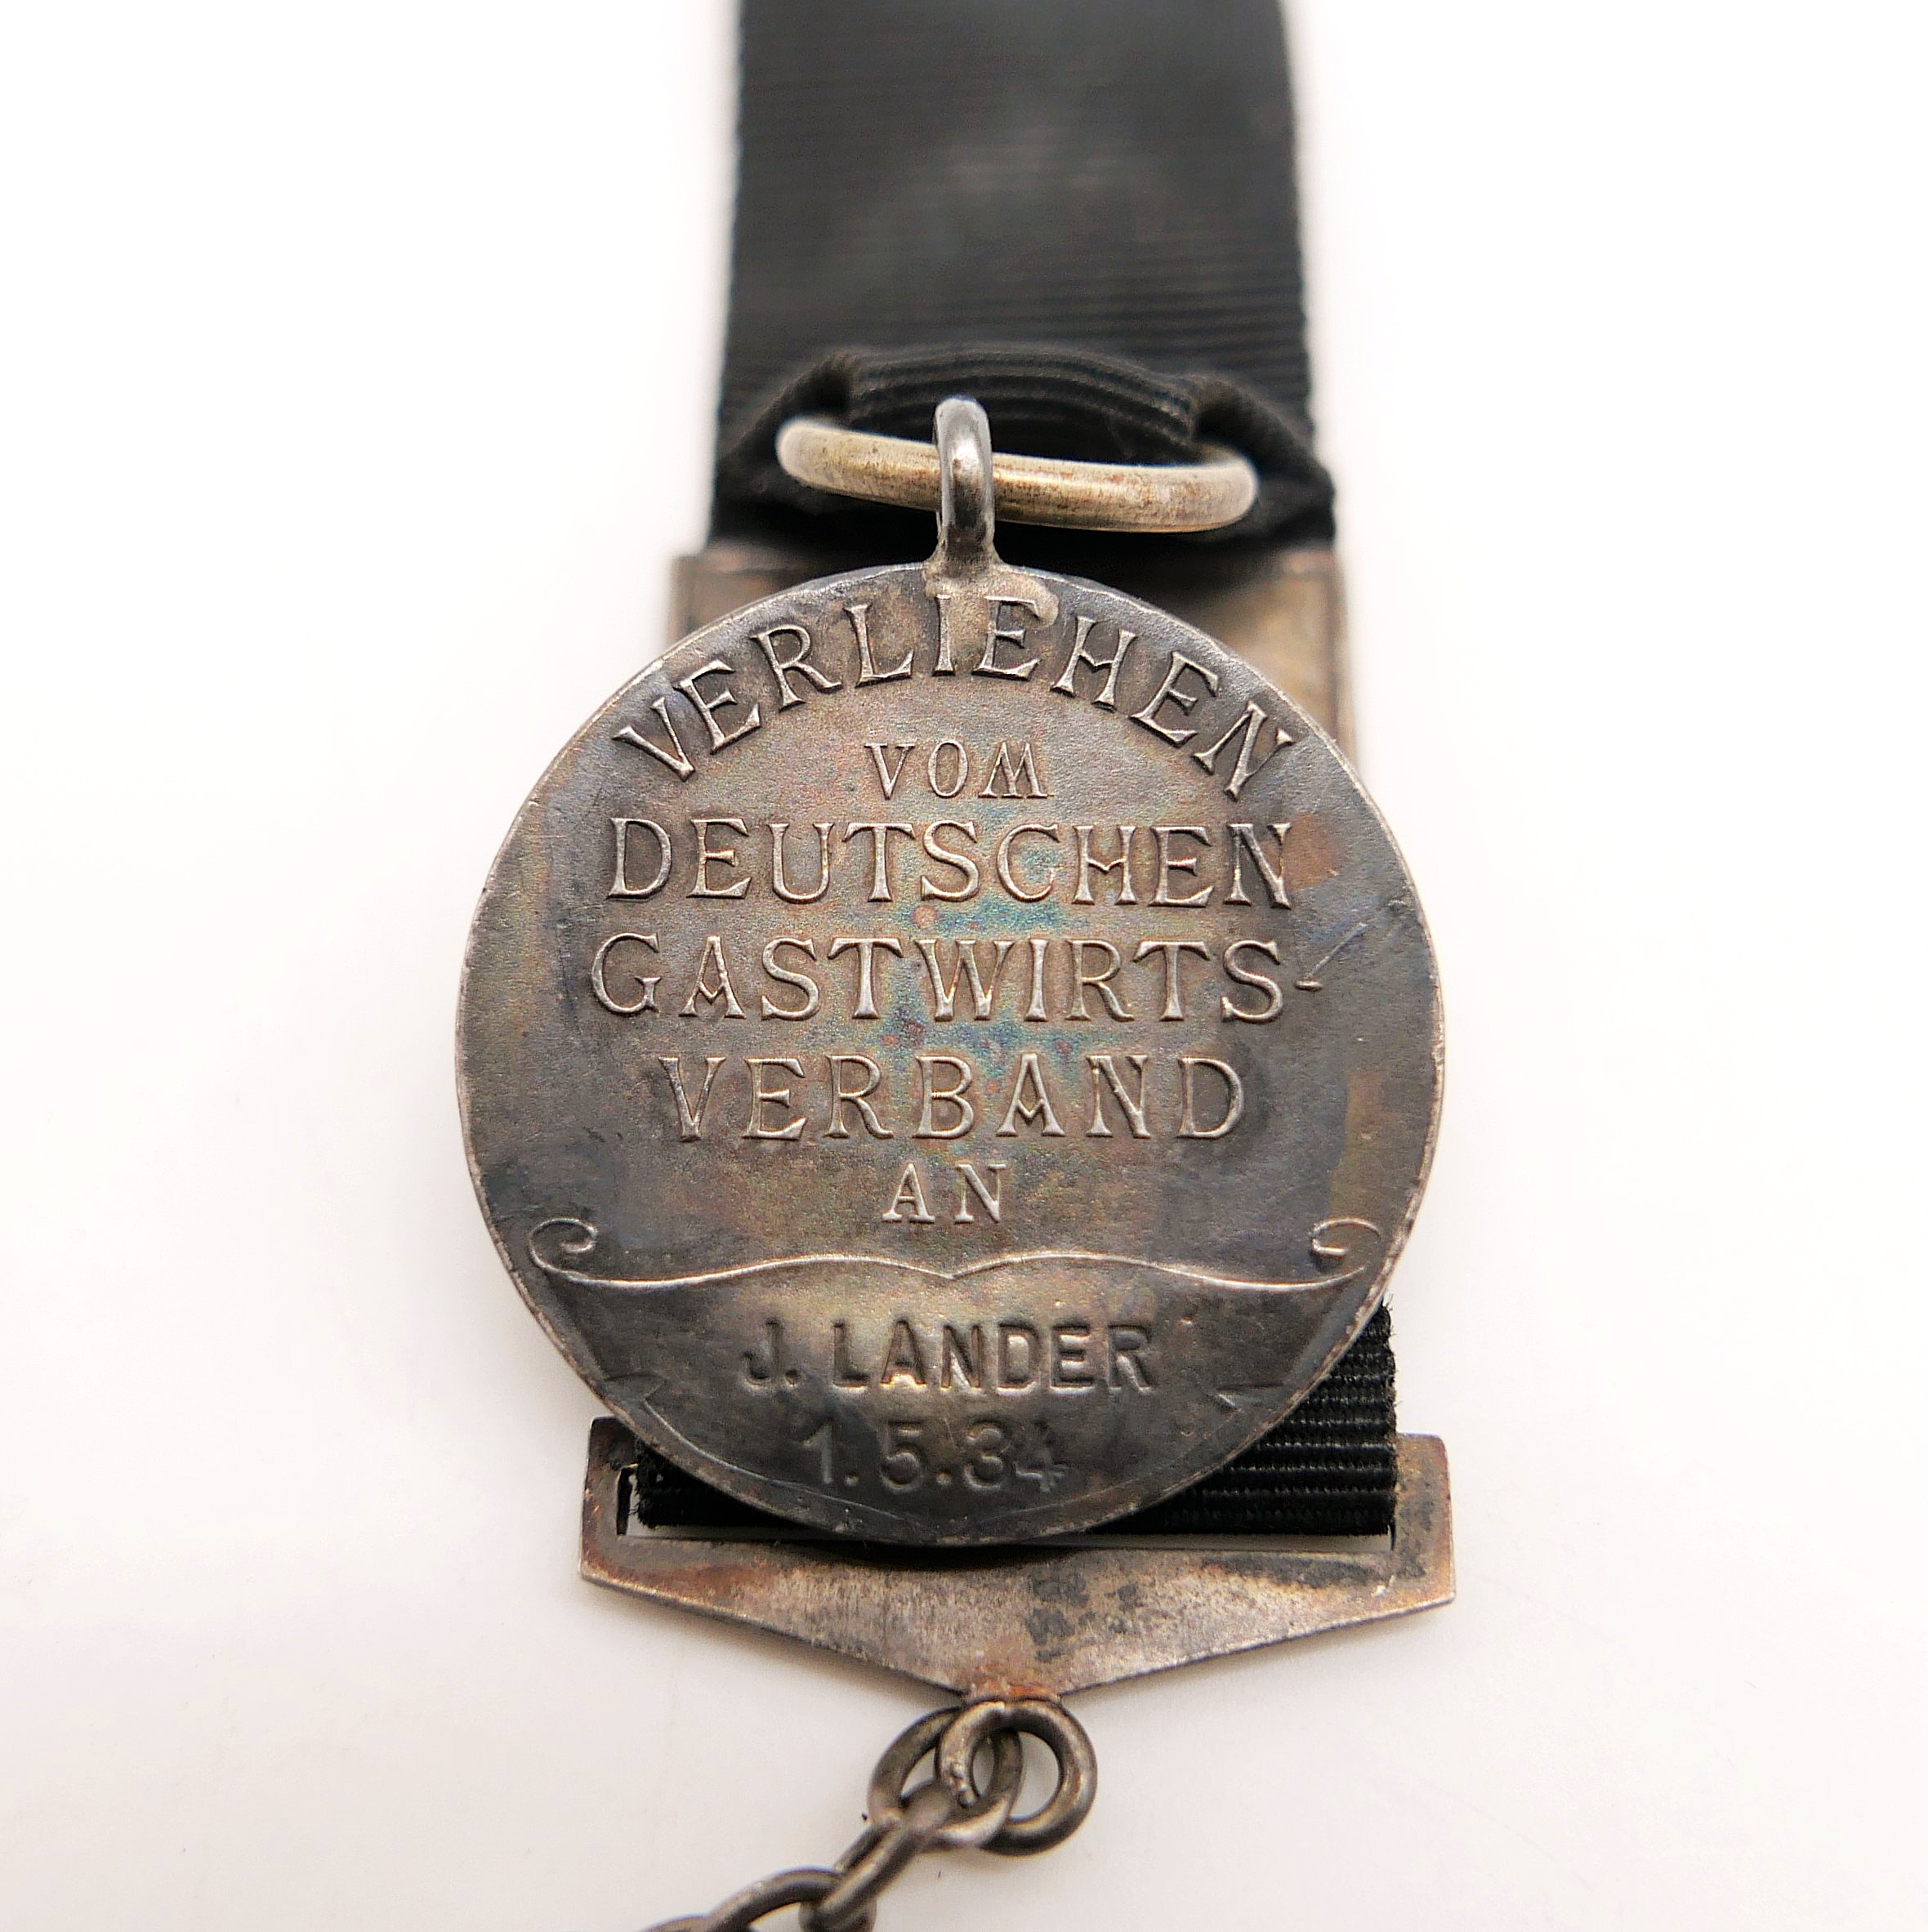 VERLIEHEN
VOM
DEUTSCHEN
GASTWIRTS-
VERBAND
AN
J. LANDER
1.5.34